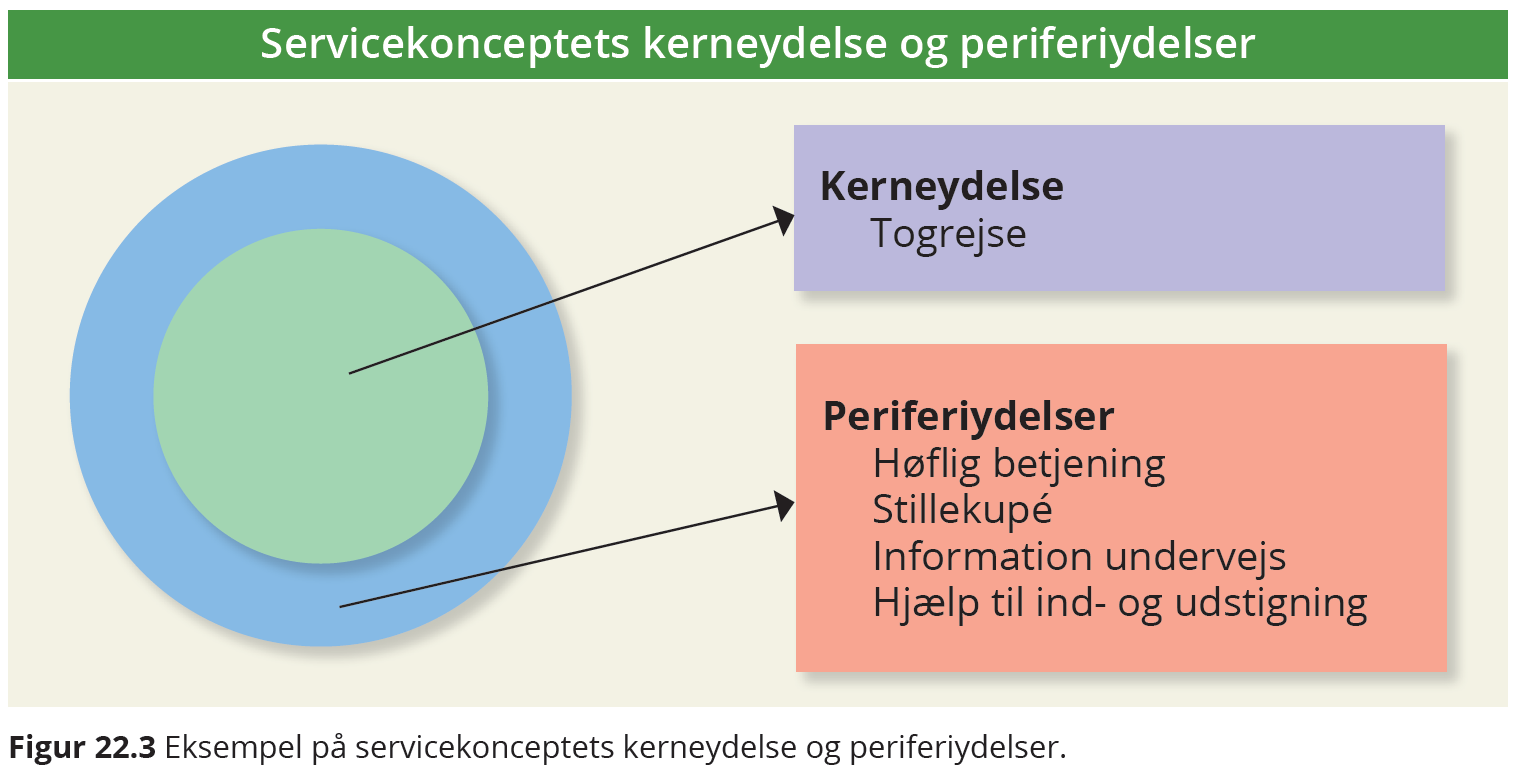 Servicekonceptets kerneydelse og periferiydelser
Kerneydelse
Togrejse
Periferiydelser
Høflig betjening
Stillekupé
Information undervejs
Hjælp til ind- og udstigning
Figur 22.3 Eksempel på servicekonceptets kerneydelse og periferiydelser.